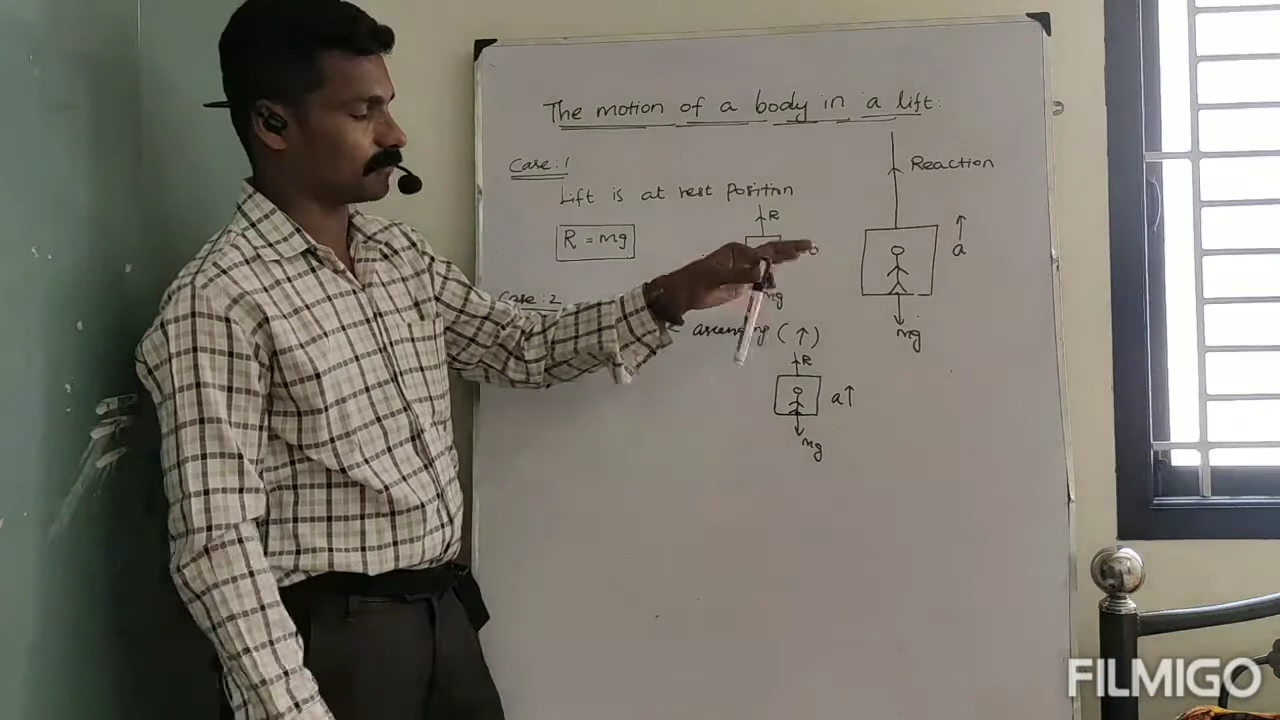 The motion of a body in a lift:
Case: 1
Reaction
Lift is at rest position
R
R = mg
a
Case: 2
mg
(↑)
mg
R
a↑
mg
FILMIGO